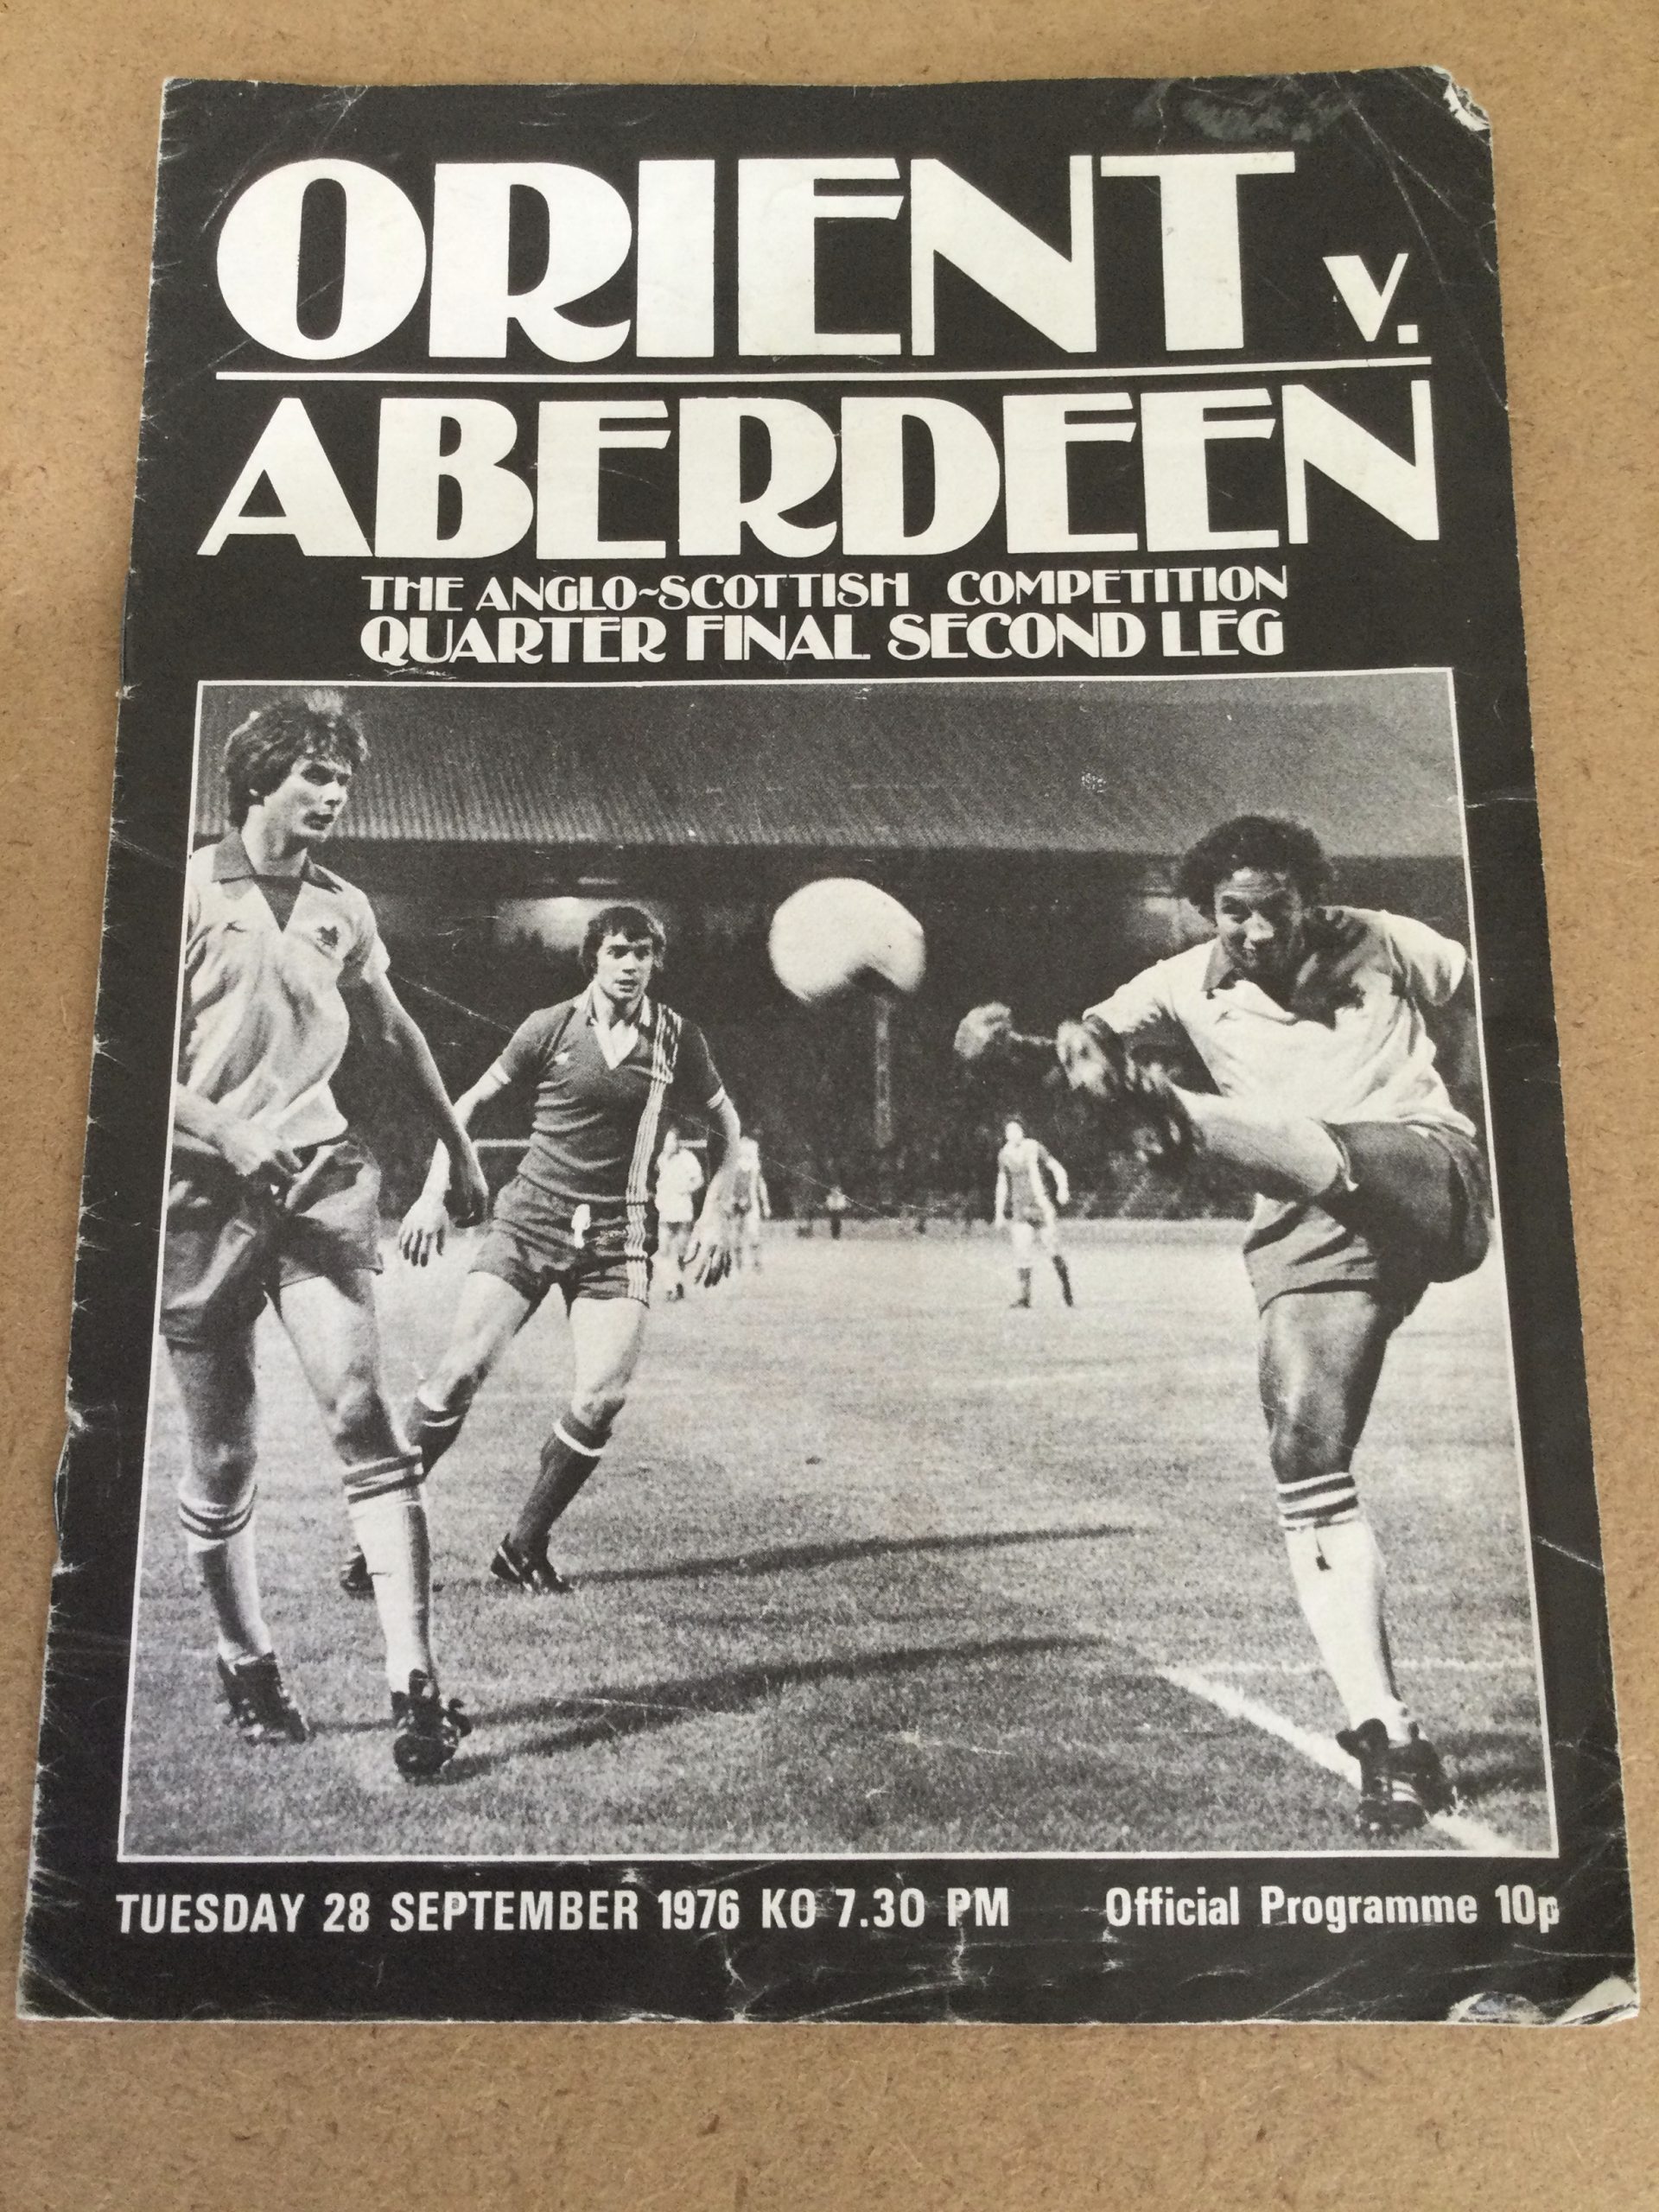 ORIENT v.
ABERDEEN
THE ANGLO~SCOTTISH COMPETITION
QUARTER FINAL SECOND LEG
TUESDAY 28 SEPTEMBER 1976 KO 7.30 PM Official Programme 10p